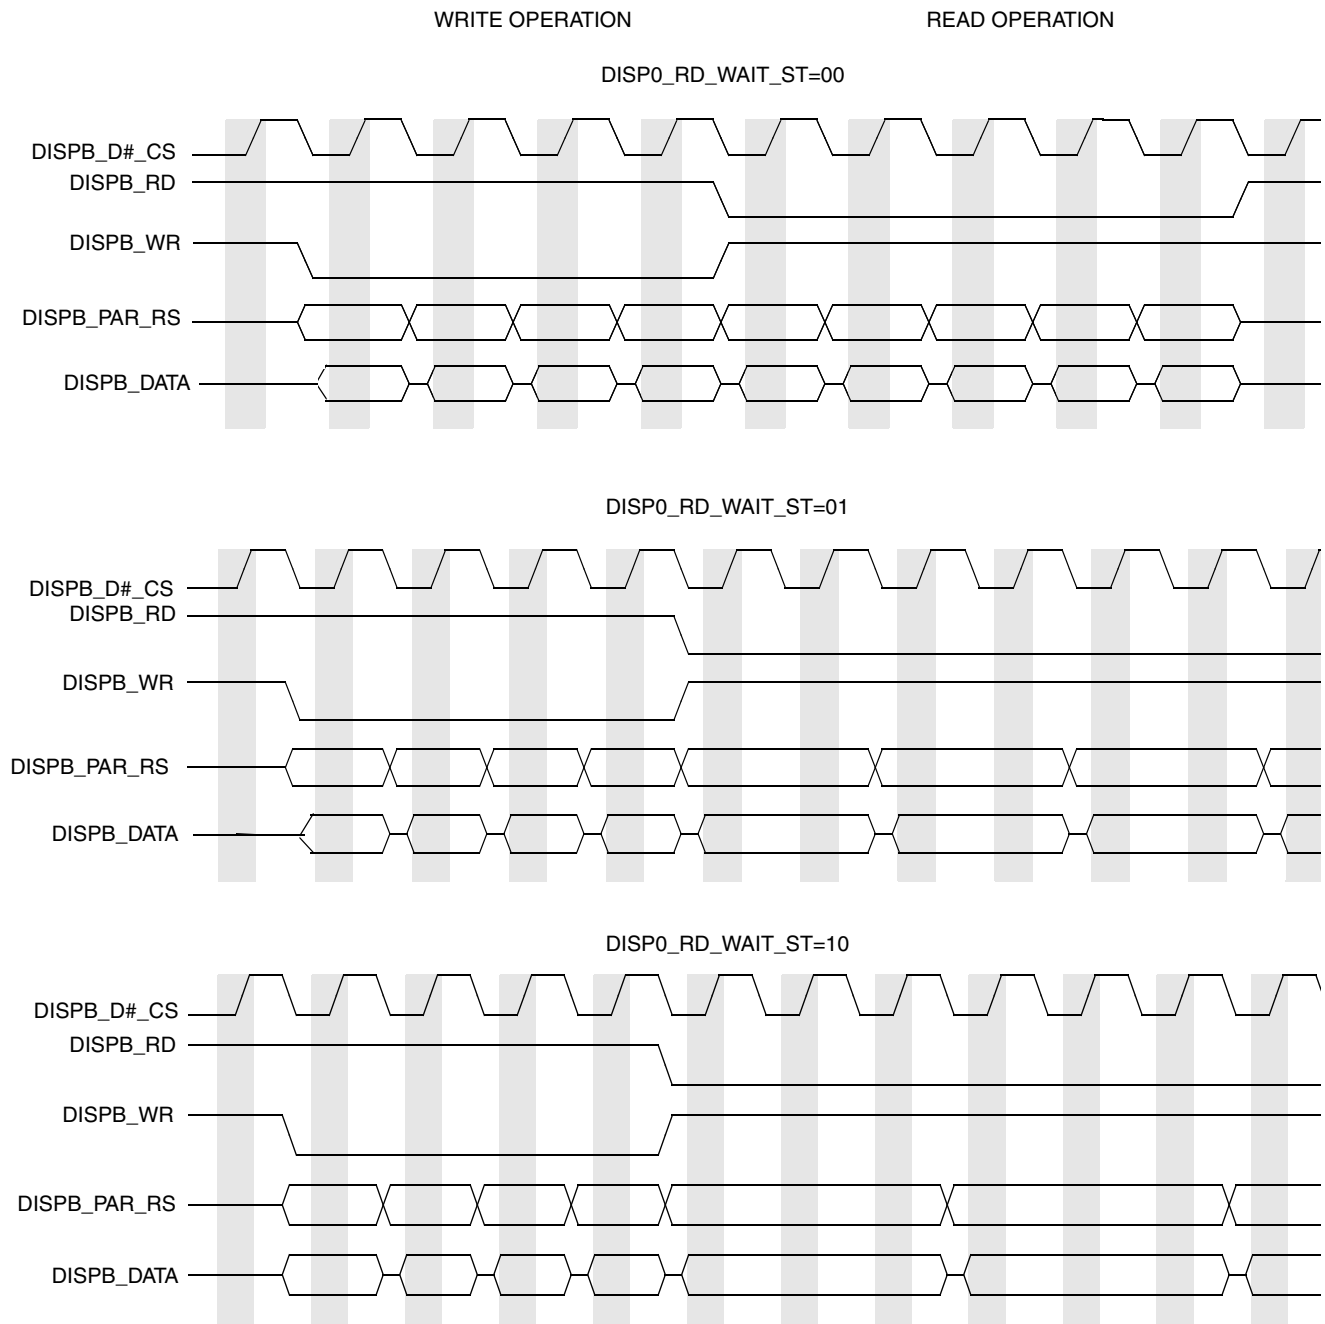 WRITE OPERATION
READ OPERATION
DISP0_RD_WAIT_ST=00
DISPB_D#_CS
DISPB_RD
DISPB_WR
DISPB_PAR_RS
DISPB_DATA
DISP0_RD_WAIT_ST=01
DISPB_D#_CS
DISPB_RD
DISPB_WR
DISPB_PAR_RS
DISPB_DATA
DISP0_RD_WAIT_ST=10
DISPB_D#_CS
DISPB_RD
DISPB_WR
DISPB_PAR_RS
DISPB_DATA